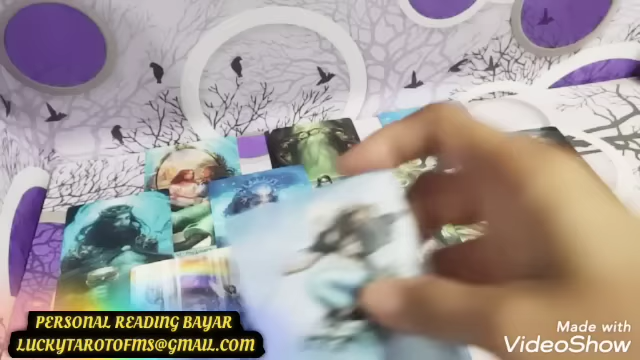 PERSONAL READING BAYAR
LUCKYTAROTOFMS@GMAIL.COM
Made with
VideoShow